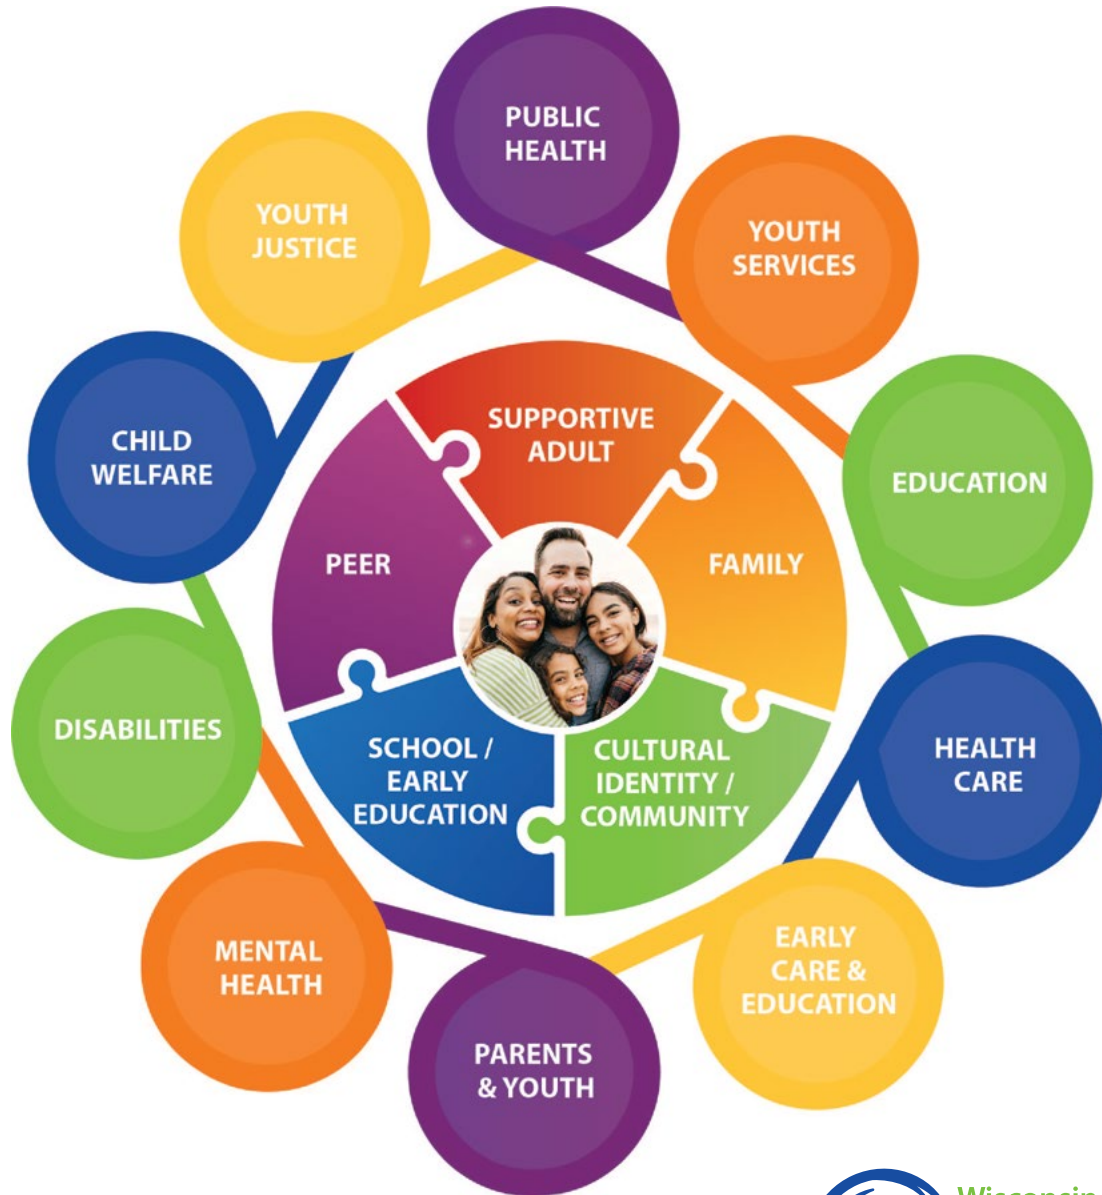 PUBLIC
HEALTH
YOUTH
SERVICES
EDUCATION
HEALTH
CARE
EARLY
CARE &
EDUCATION
PARENTS
& YOUTH
MENTAL
HEALTH
DISABILITIES
CHILD
WELFARE
YOUTH
JUSTICE
SUPPORTIVE
ADULT
FAMILY
CULTURAL
IDENTITY /
COMMUNITY
SCHOOL /
EARLY
EDUCATION
PEER
Wisconsin